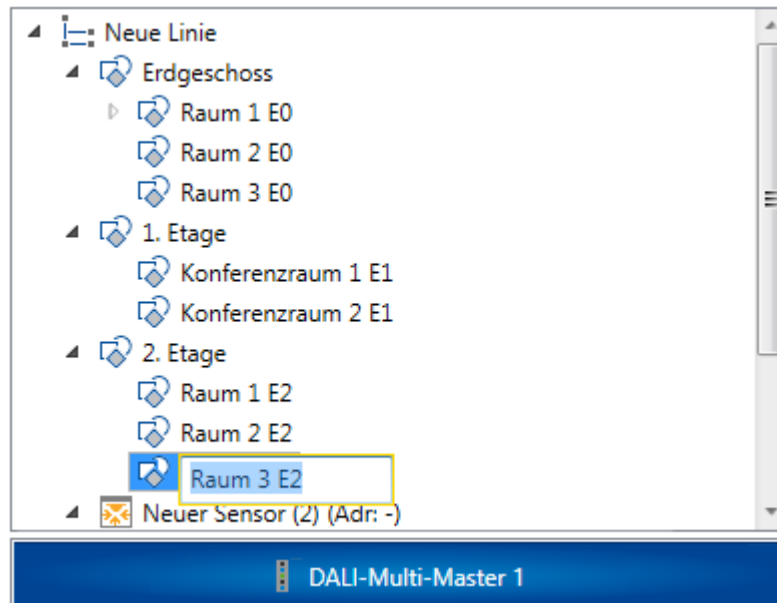 Neue Linie
Erdgeschoss
Raum 1 E0
Raum 2 E0
Raum 3 E0
1. Etage
Konferenzraum 1 E1
Konferenzraum 2 E1
2. Etage
Raum 1 E2
Raum 2 E2
Raum 3 E2
Neuer Sensor (2) (Adr: -)
DALI-Multi-Master 1